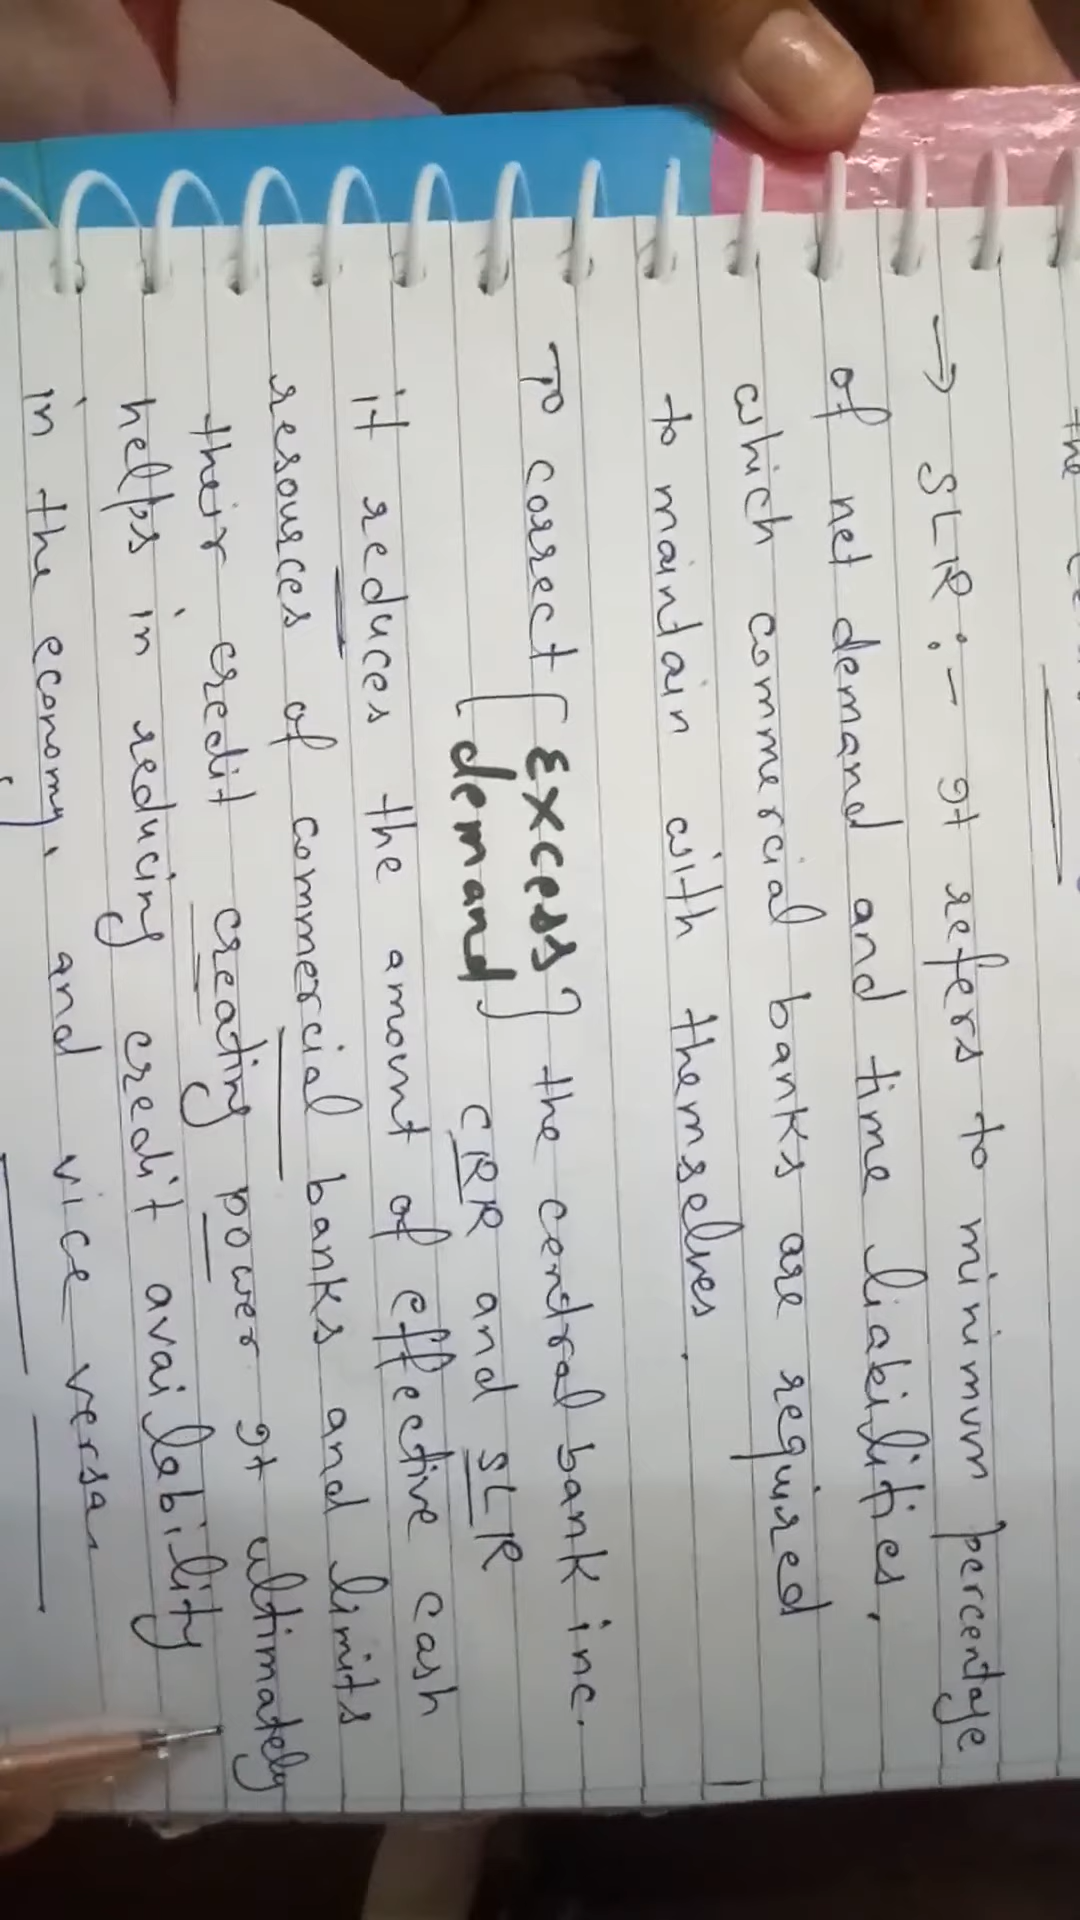 the
→ SLR :- It refers to minimum percentage
of net demand and time liabilities.
which commercial banks are required
to maintain with themselves.
To correct [Excess] the central bank inc.
[demand] CRR and SLR
it reduces the amount of effective cash
resources of commercial banks and limits
their credit creating power It ultimately
helps in reducing credit availability
in the economy, and vice versa